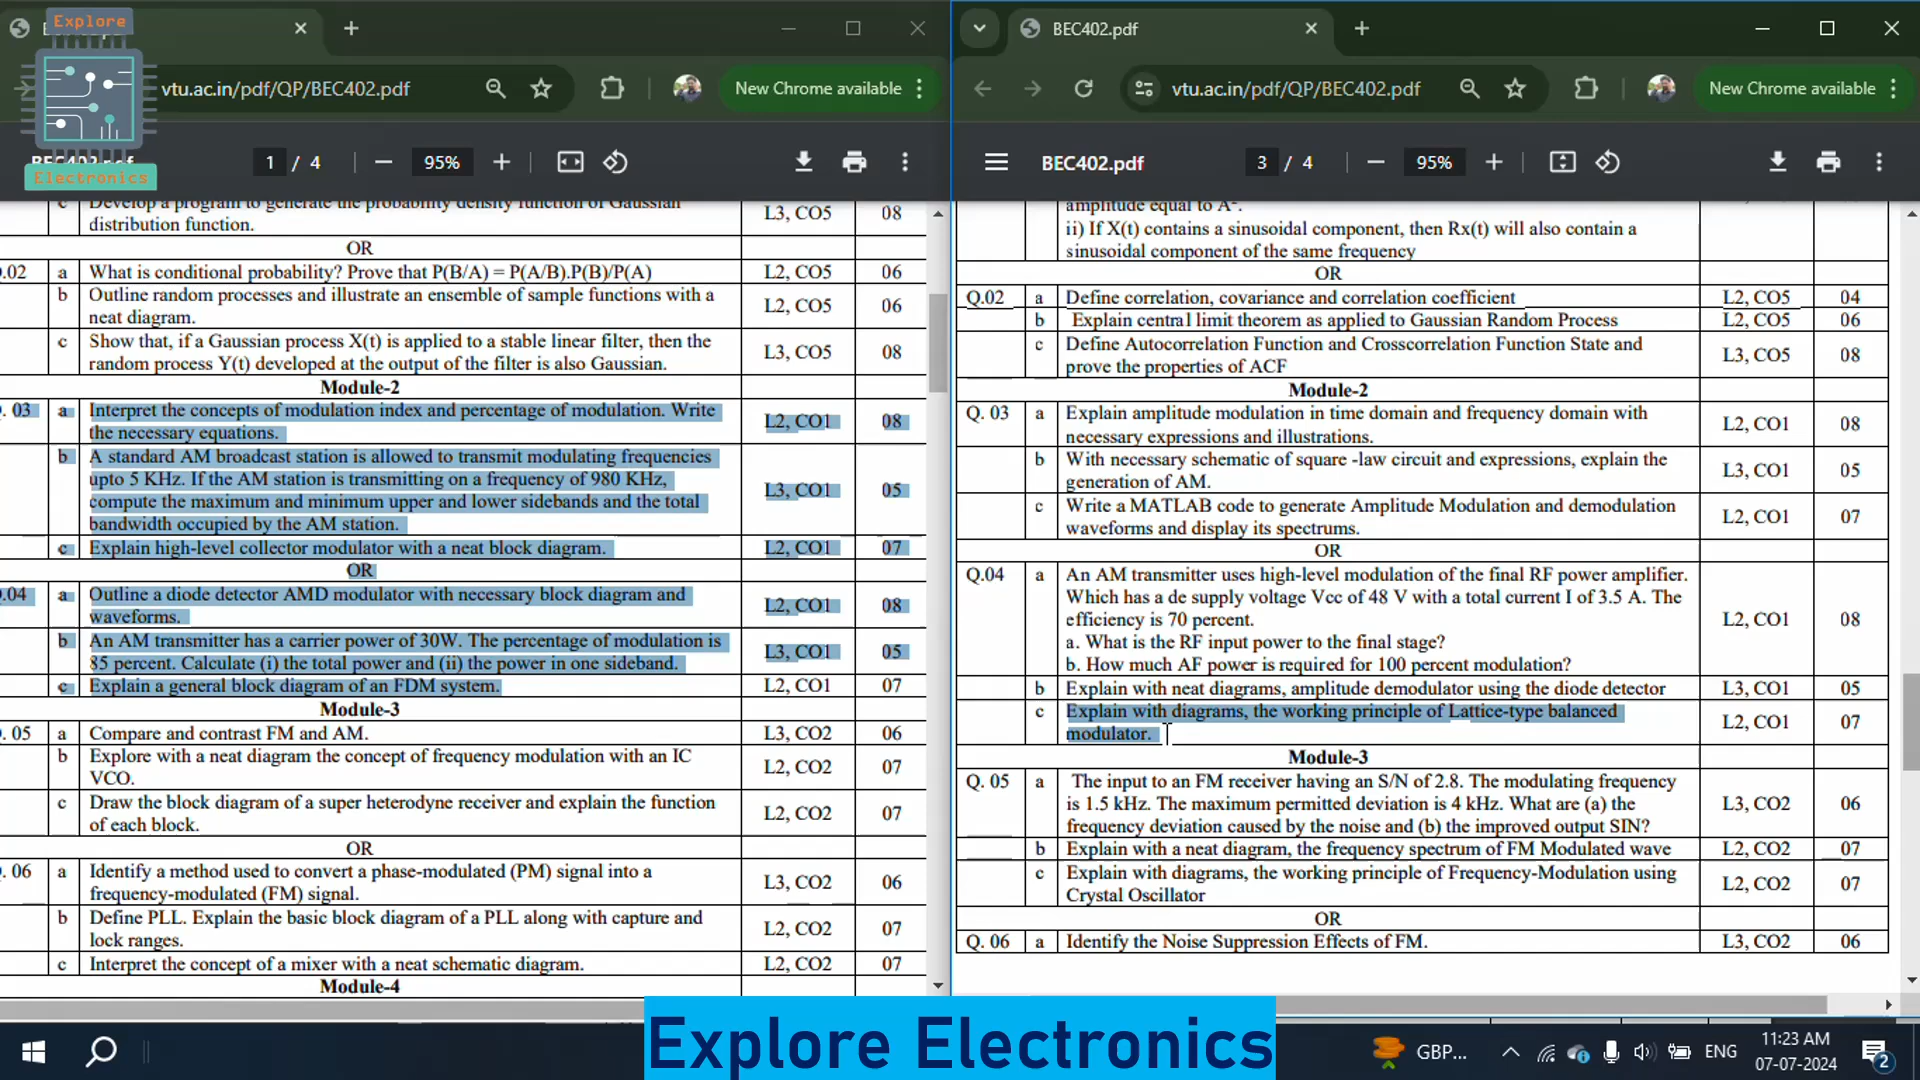 Explore
Electronics
vtu.ac.in/pdf/QP/BEC402.pdf
New Chrome available
1 / 4
95%
distribution function.
L3, CO5
08
OR
.02
a
What is conditional probability? Prove that P(B/A) = P(A/B).P(B)/P(A)
L2, CO5
06
b
Outline random processes and illustrate an ensemble of sample functions with a
neat diagram.
L2, CO5
06
c
Show that, if a Gaussian process X(t) is applied to a stable linear filter, then the
random process Y(t) developed at the output of the filter is also Gaussian.
L3, CO5
08
Module-2
. 03
a
Interpret the concepts of modulation index and percentage of modulation. Write
the necessary equations.
L2, CO1
08
b
A standard AM broadcast station is allowed to transmit modulating frequencies
upto 5 KHz. If the AM station is transmitting on a frequency of 980 KHz,
compute the maximum and minimum upper and lower sidebands and the total
bandwidth occupied by the AM station.
L3, CO1
05
c
Explain high-level collector modulator with a neat block diagram.
L2, CO1
07
OR
.04
a
Outline a diode detector AMD modulator with necessary block diagram and
waveforms.
L2, CO1
08
b
An AM transmitter has a carrier power of 30W. The percentage of modulation is
85 percent. Calculate (i) the total power and (ii) the power in one sideband.
L3, CO1
05
c
Explain a general block diagram of an FDM system.
L2, CO1
07
Module-3
. 05
a
Compare and contrast FM and AM.
L3, CO2
06
b
Explore with a neat diagram the concept of frequency modulation with an IC
VCO.
L2, CO2
07
c
Draw the block diagram of a super heterodyne receiver and explain the function
of each block.
L2, CO2
07
OR
. 06
a
Identify a method used to convert a phase-modulated (PM) signal into a
frequency-modulated (FM) signal.
L3, CO2
06
b
Define PLL. Explain the basic block diagram of a PLL along with capture and
lock ranges.
L2, CO2
07
c
Interpret the concept of a mixer with a neat schematic diagram.
L2, CO2
07
Module-4
BEC402.pdf
vtu.ac.in/pdf/QP/BEC402.pdf
New Chrome available
BEC402.pdf
3 / 4
95%
amplitude equal to A².
ii) If X(t) contains a sinusoidal component, then Rx(t) will also contain a
sinusoidal component of the same frequency
OR
Q.02
a
Define correlation, covariance and correlation coefficient
L2, CO5
04
b
Explain central limit theorem as applied to Gaussian Random Process
L2, CO5
06
c
Define Autocorrelation Function and Crosscorrelation Function State and
prove the properties of ACF
L3, CO5
08
Module-2
Q. 03
a
Explain amplitude modulation in time domain and frequency domain with
necessary expressions and illustrations.
L2, CO1
08
b
With necessary schematic of square -law circuit and expressions, explain the
generation of AM.
L3, CO1
05
c
Write a MATLAB code to generate Amplitude Modulation and demodulation
waveforms and display its spectrums.
L2, CO1
07
OR
Q.04
a
An AM transmitter uses high-level modulation of the final RF power amplifier.
Which has a de supply voltage Vcc of 48 V with a total current I of 3.5 A. The
efficiency is 70 percent.
a. What is the RF input power to the final stage?
b. How much AF power is required for 100 percent modulation?
L2, CO1
08
b
Explain with neat diagrams, amplitude demodulator using the diode detector
L3, CO1
05
c
Explain with diagrams, the working principle of Lattice-type balanced
modulator.
L2, CO1
07
Module-3
Q. 05
a
The input to an FM receiver having an S/N of 2.8. The modulating frequency
is 1.5 kHz. The maximum permitted deviation is 4 kHz. What are (a) the
frequency deviation caused by the noise and (b) the improved output SIN?
L3, CO2
06
b
Explain with a neat diagram, the frequency spectrum of FM Modulated wave
L2, CO2
07
c
Explain with diagrams, the working principle of Frequency-Modulation using
Crystal Oscillator
L2, CO2
07
OR
Q. 06
a
Identify the Noise Suppression Effects of FM.
L3, CO2
06
Explore Electronics
GBP...
ENG
11:23 AM
07-07-2024
2